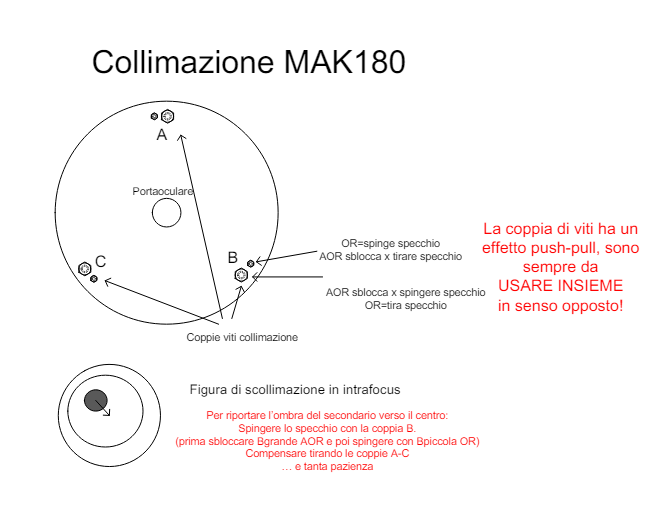 Collimazione MAK180
A
Portaoculare
C
B
OR=spinge specchio
AOR sblocca x tirare specchio
AOR sblocca x spingere specchio
OR=tira specchio
La coppia di viti ha un
effetto push-pull, sono
sempre da
USARE INSIEME
in senso opposto!
Coppie viti collimazione
Figura di scollimazione in intrafocus
Per riportare l'ombra del secondario verso il centro:
Spingere lo specchio con la coppia B.
(prima sbloccare Bgrande AOR e poi spingere con Bpiccola OR)
Compensare tirando le coppie A-C
… e tanta pazienza